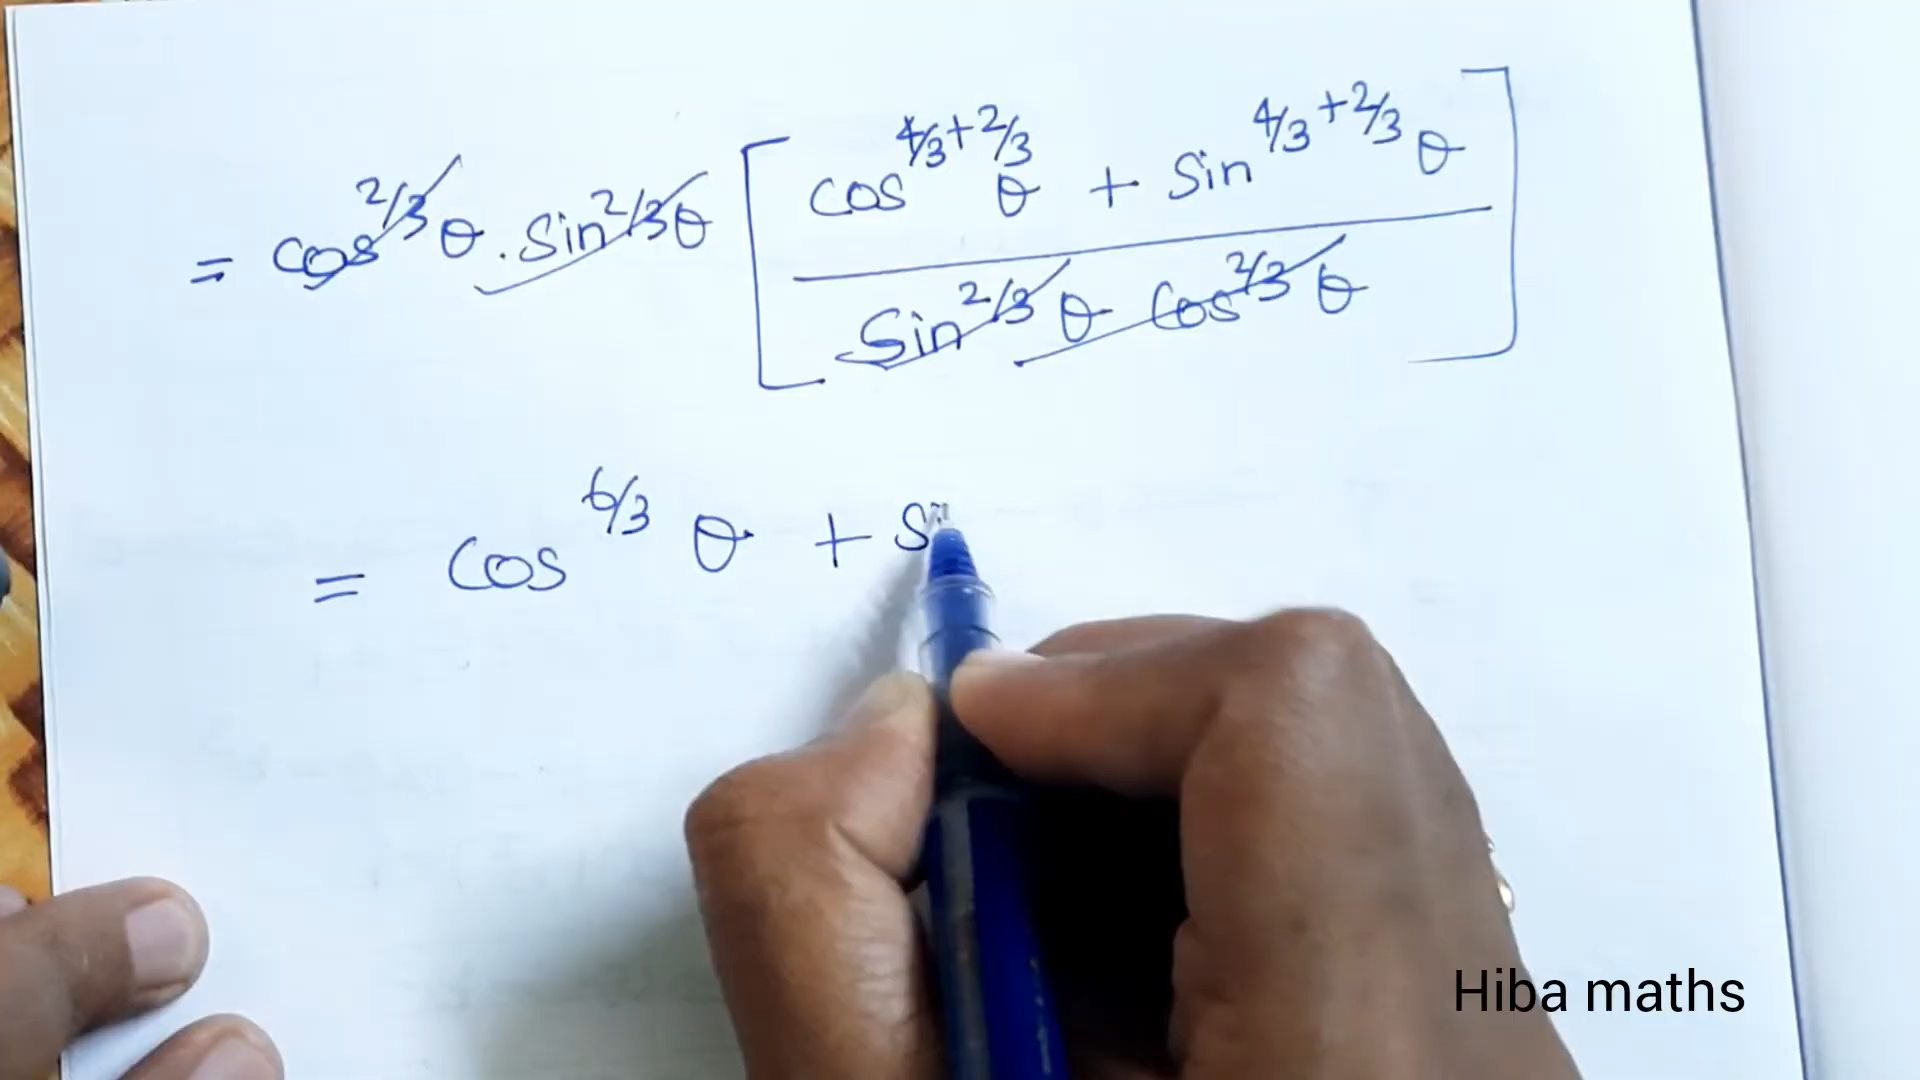 = cos^2/3 θ . sin^2/3 θ [ cos^4/3+2/3 θ + sin^4/3+2/3 θ
sin^2/3 θ cos^2/3 θ ]
= cos^6/3 θ + s
Hiba maths